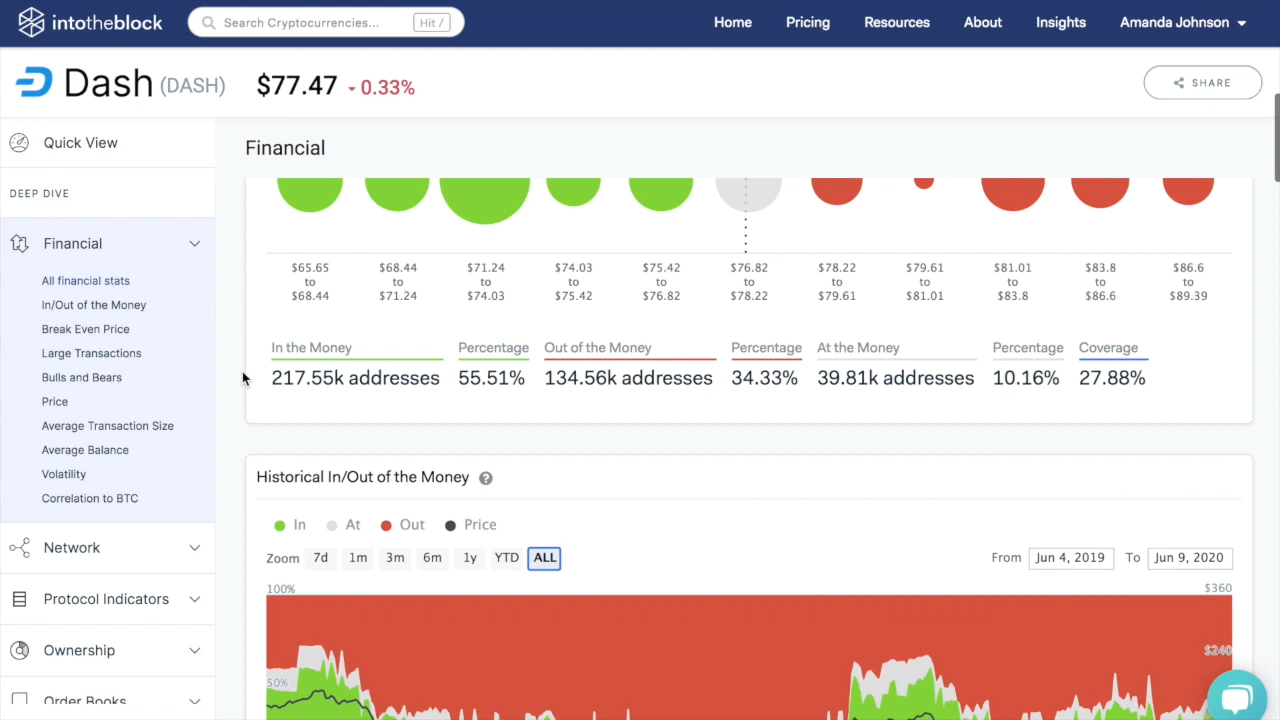 intotheblock
Search Cryptocurrencies...
Hit /
Home
Pricing
Resources
About
Insights
Amanda Johnson
Dash (DASH)
$77.47
0.33%
SHARE
Quick View
DEEP DIVE
Financial
All financial stats
In/Out of the Money
Break Even Price
Large Transactions
Bulls and Bears
Price
Average Transaction Size
Average Balance
Volatility
Correlation to BTC
Network
Protocol Indicators
Ownership
Order Books
Financial
$65.65 to $68.44
$68.44 to $71.24
$71.24 to $74.03
$74.03 to $75.42
$75.42 to $76.82
$76.82 to $78.22
$78.22 to $79.61
$79.61 to $81.01
$81.01 to $83.8
$83.8 to $86.6
$86.6 to $89.39
In the Money
217.55k addresses
Percentage
55.51%
Out of the Money
134.56k addresses
Percentage
34.33%
At the Money
39.81k addresses
Percentage
10.16%
Coverage
27.88%
Historical In/Out of the Money ?
In
At
Out
Price
Zoom 7d 1m 3m 6m 1y YTD ALL
From Jun 4, 2019 To Jun 9, 2020
100%
$360
$240
50%